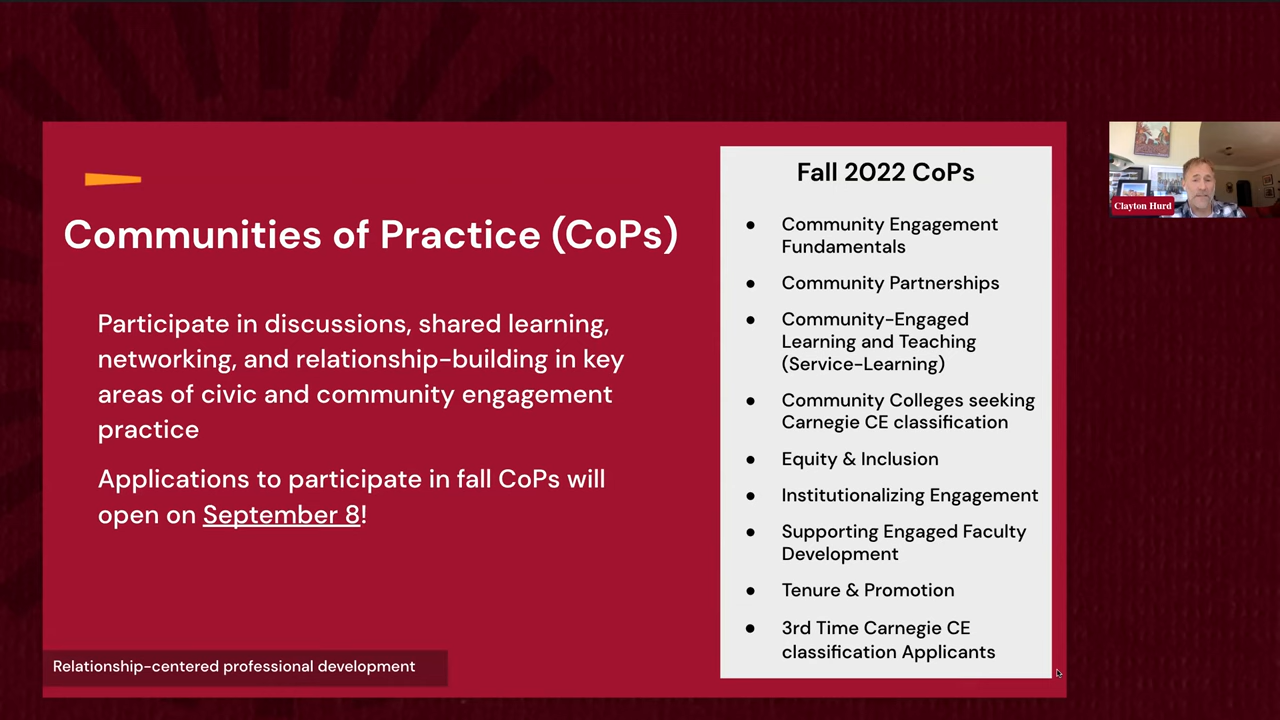 Communities of Practice (CoPs)
Participate in discussions, shared learning,
networking, and relationship-building in key
areas of civic and community engagement
practice
Applications to participate in fall CoPs will
open on September 8!
Relationship-centered professional development
Fall 2022 CoPs
● Community Engagement
Fundamentals
● Community Partnerships
● Community-Engaged
Learning and Teaching
(Service-Learning)
● Community Colleges seeking
Carnegie CE classification
● Equity & Inclusion
● Institutionalizing Engagement
● Supporting Engaged Faculty
Development
● Tenure & Promotion
● 3rd Time Carnegie CE
classification Applicants
Clayton Hurd